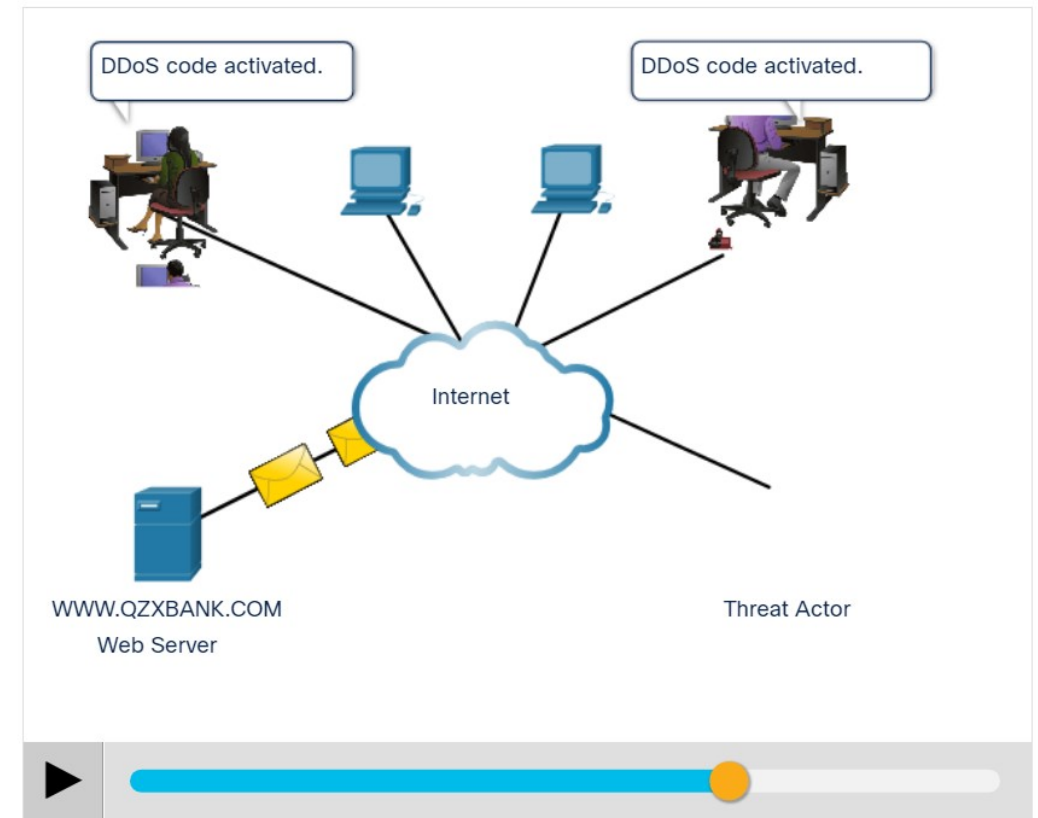 DDoS code activated.
DDoS code activated.
Internet
WWW.QZXBANK.COM
Web Server
Threat Actor